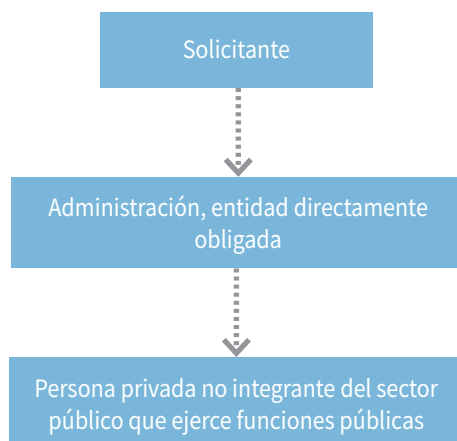 Solicitante
Administración, entidad directamente
obligada
Persona privada no integrante del sector
público que ejerce funciones públicas